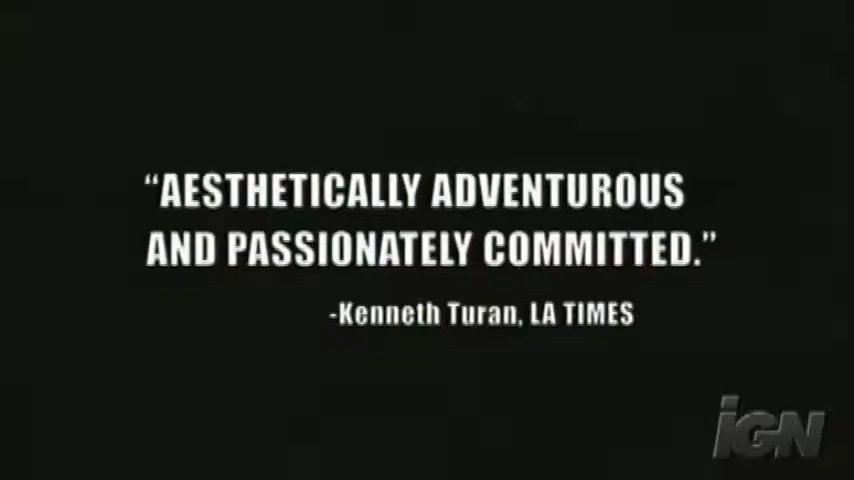 “AESTHETICALLY ADVENTUROUS
AND PASSIONATELY COMMITTED.”
-Kenneth Turan, LA TIMES
iGN